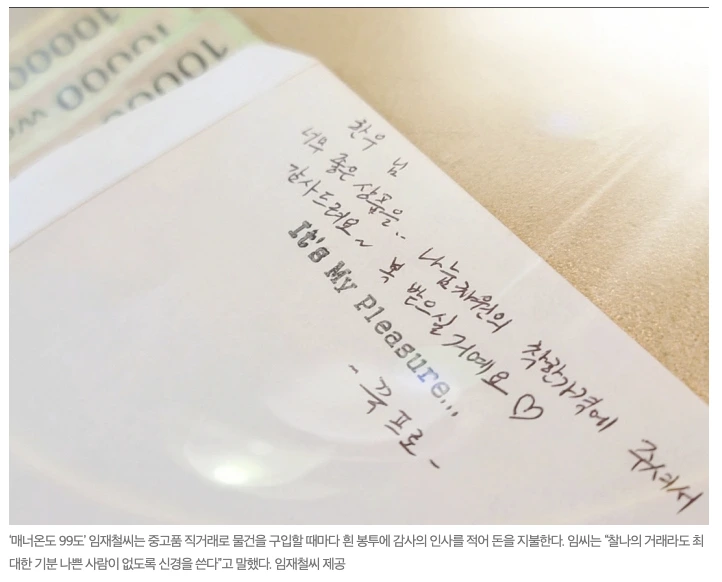 10000
10000
10000 won
찬우 님
너무 좋은 상품을.. 나눔차원의 착한가격에 주셔서
감사드려요~ 복 받으실 거예요♡
It's My Pleasure...
- 끅프로 -
‘매너온도 99도’ 임재철씨는 중고품 직거래로 물건을 구입할 때마다 흰 봉투에 감사의 인사를 적어 돈을 지불한다. 임씨는 “찰나의 거래라도 최
대한 기분 나쁜 사람이 없도록 신경을 쓴다”고 말했다. 임재철씨 제공